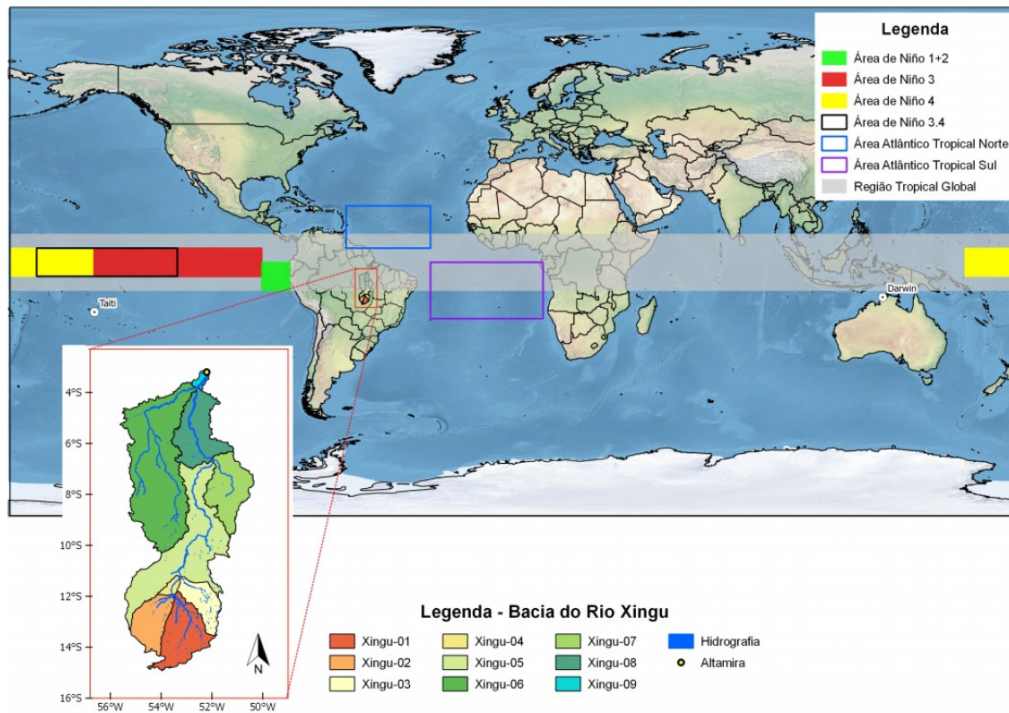 Legenda
Área de Niño 1+2
Área de Niño 3
Área de Niño 4
Área de Niño 3.4
Área Atlântico Tropical Norte
Área Atlântico Tropical Sul
Região Tropical Global
Taiti
Darwin
4°S
6°S
8°S
10°S
12°S
14°S
16°S
56°W 54°W 52°W 50°W
N
Legenda - Bacia do Rio Xingu
Xingu-01 Xingu-04 Xingu-07 Hidrografia
Xingu-02 Xingu-05 Xingu-08 Altamira
Xingu-03 Xingu-06 Xingu-09